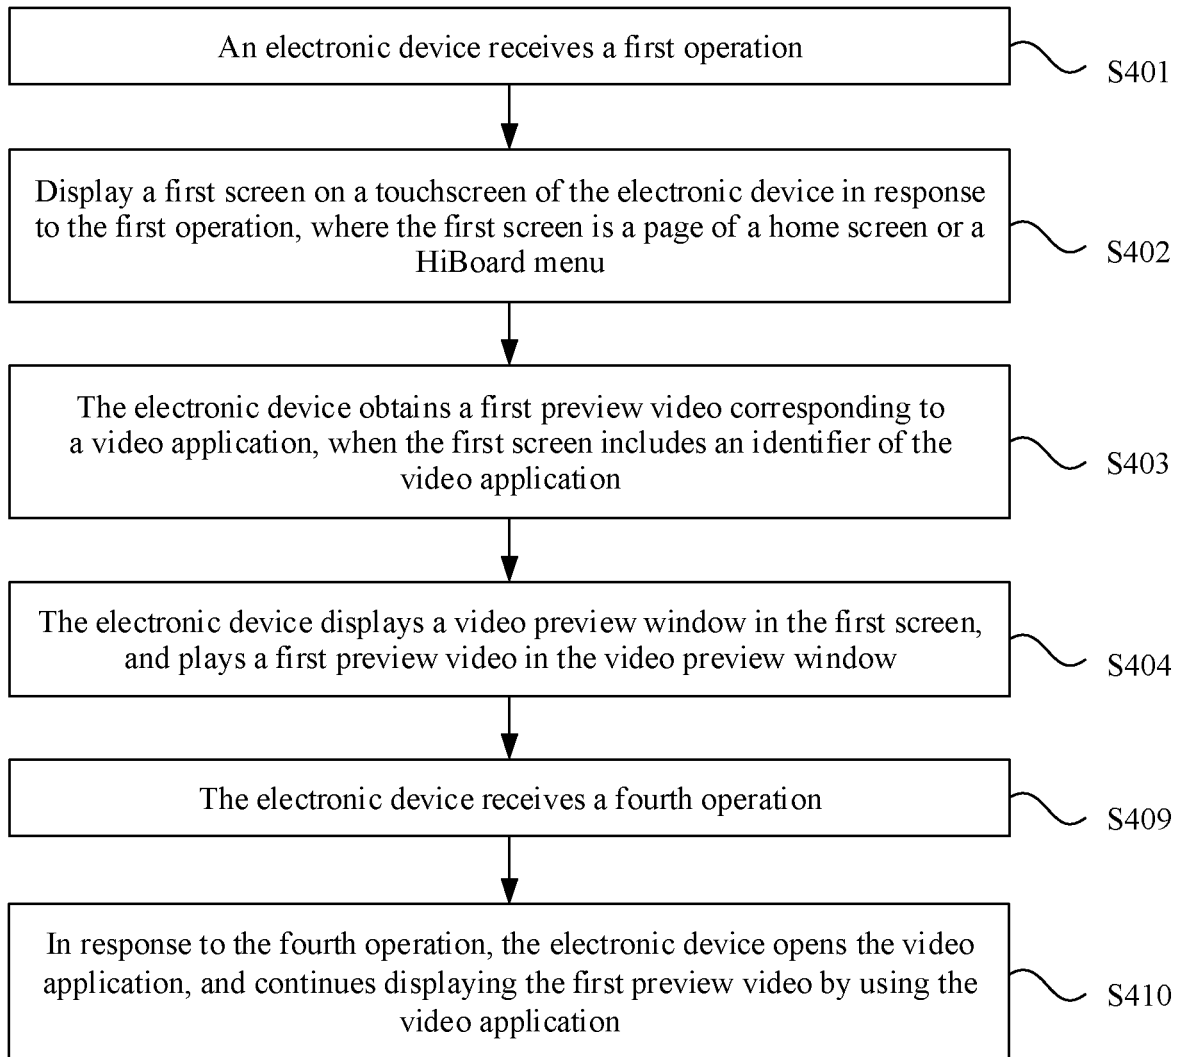 An electronic device receives a first operation
S401
Display a first screen on a touchscreen of the electronic device in response
to the first operation, where the first screen is a page of a home screen or a
HiBoard menu
S402
The electronic device obtains a first preview video corresponding to
a video application, when the first screen includes an identifier of the
video application
S403
The electronic device displays a video preview window in the first screen,
and plays a first preview video in the video preview window
S404
The electronic device receives a fourth operation
S409
In response to the fourth operation, the electronic device opens the video
application, and continues displaying the first preview video by using the
video application
S410